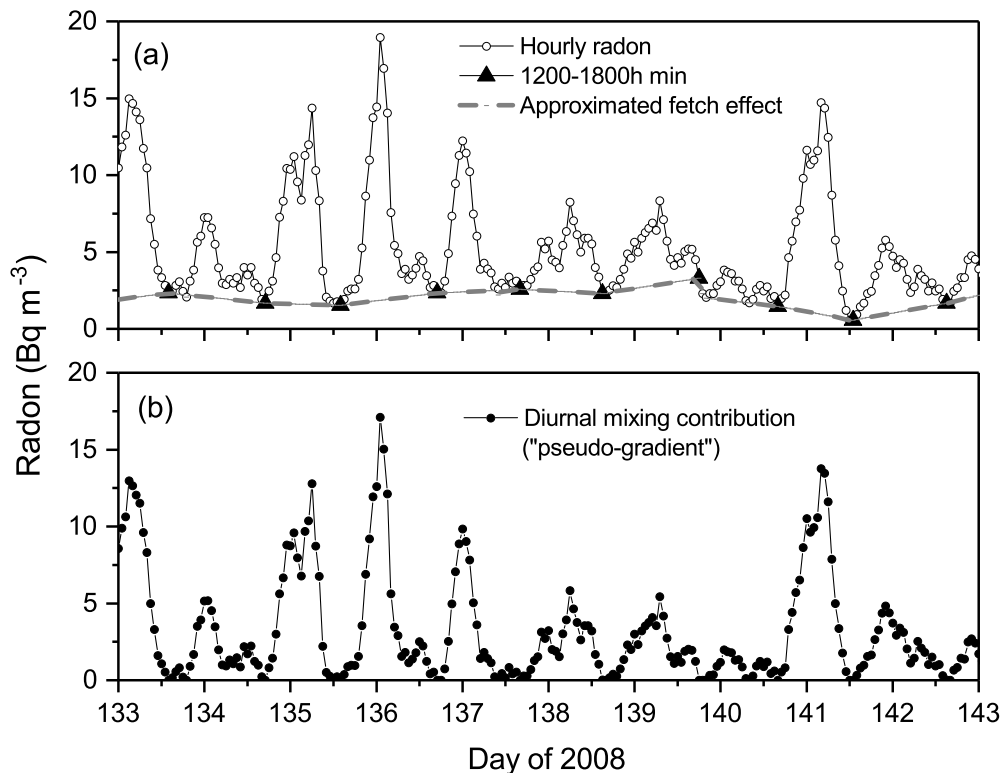 (a)
Hourly radon
1200-1800h min
Approximated fetch effect
20
15
10
5
0
Radon (Bq m-3)
(b)
Diurnal mixing contribution
("pseudo-gradient")
20
15
10
5
0
133 134 135 136 137 138 139 140 141 142 143
Day of 2008